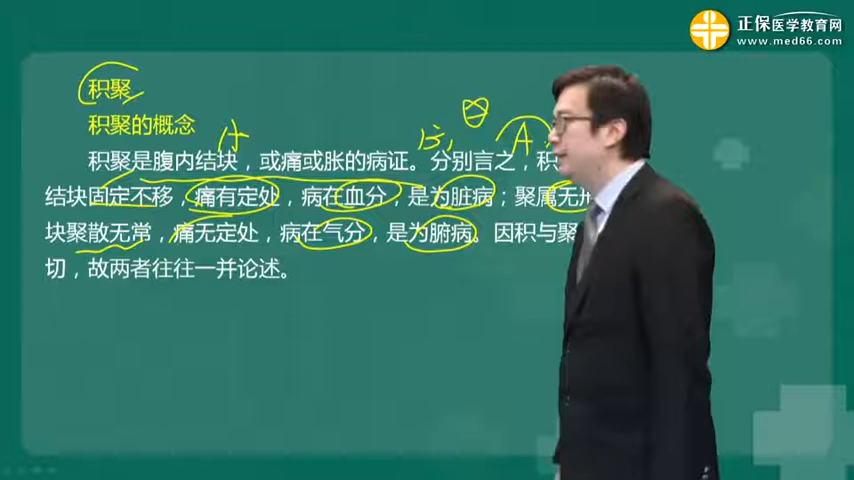 正保医学教育网
www.med66.com
积聚
积聚的概念
积聚是腹内结块，或痛或胀的病证。分别言之，积
结块固定不移，痛有定处，病在血分，是为脏病；聚属无形
块聚散无常，痛无定处，病在气分，是为腑病。因积与聚
切，故两者往往一并论述。
A